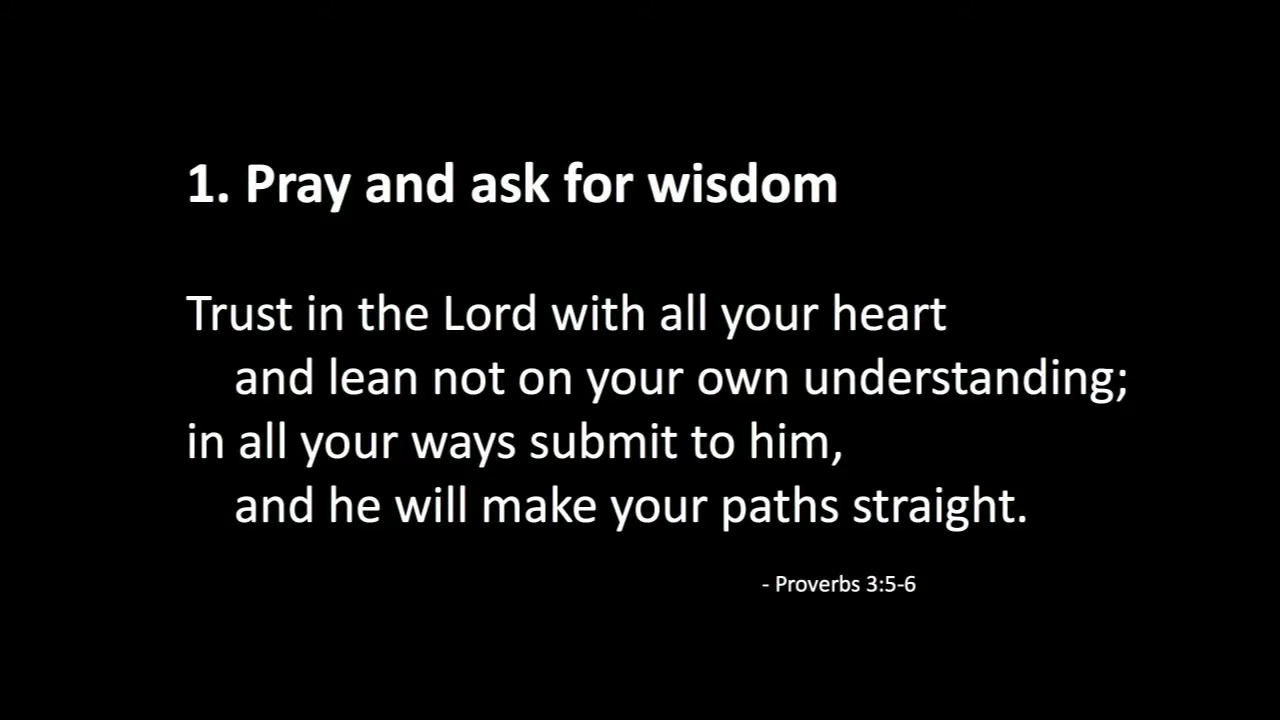 1. Pray and ask for wisdom
Trust in the Lord with all your heart
and lean not on your own understanding;
in all your ways submit to him,
and he will make your paths straight.
- Proverbs 3:5-6